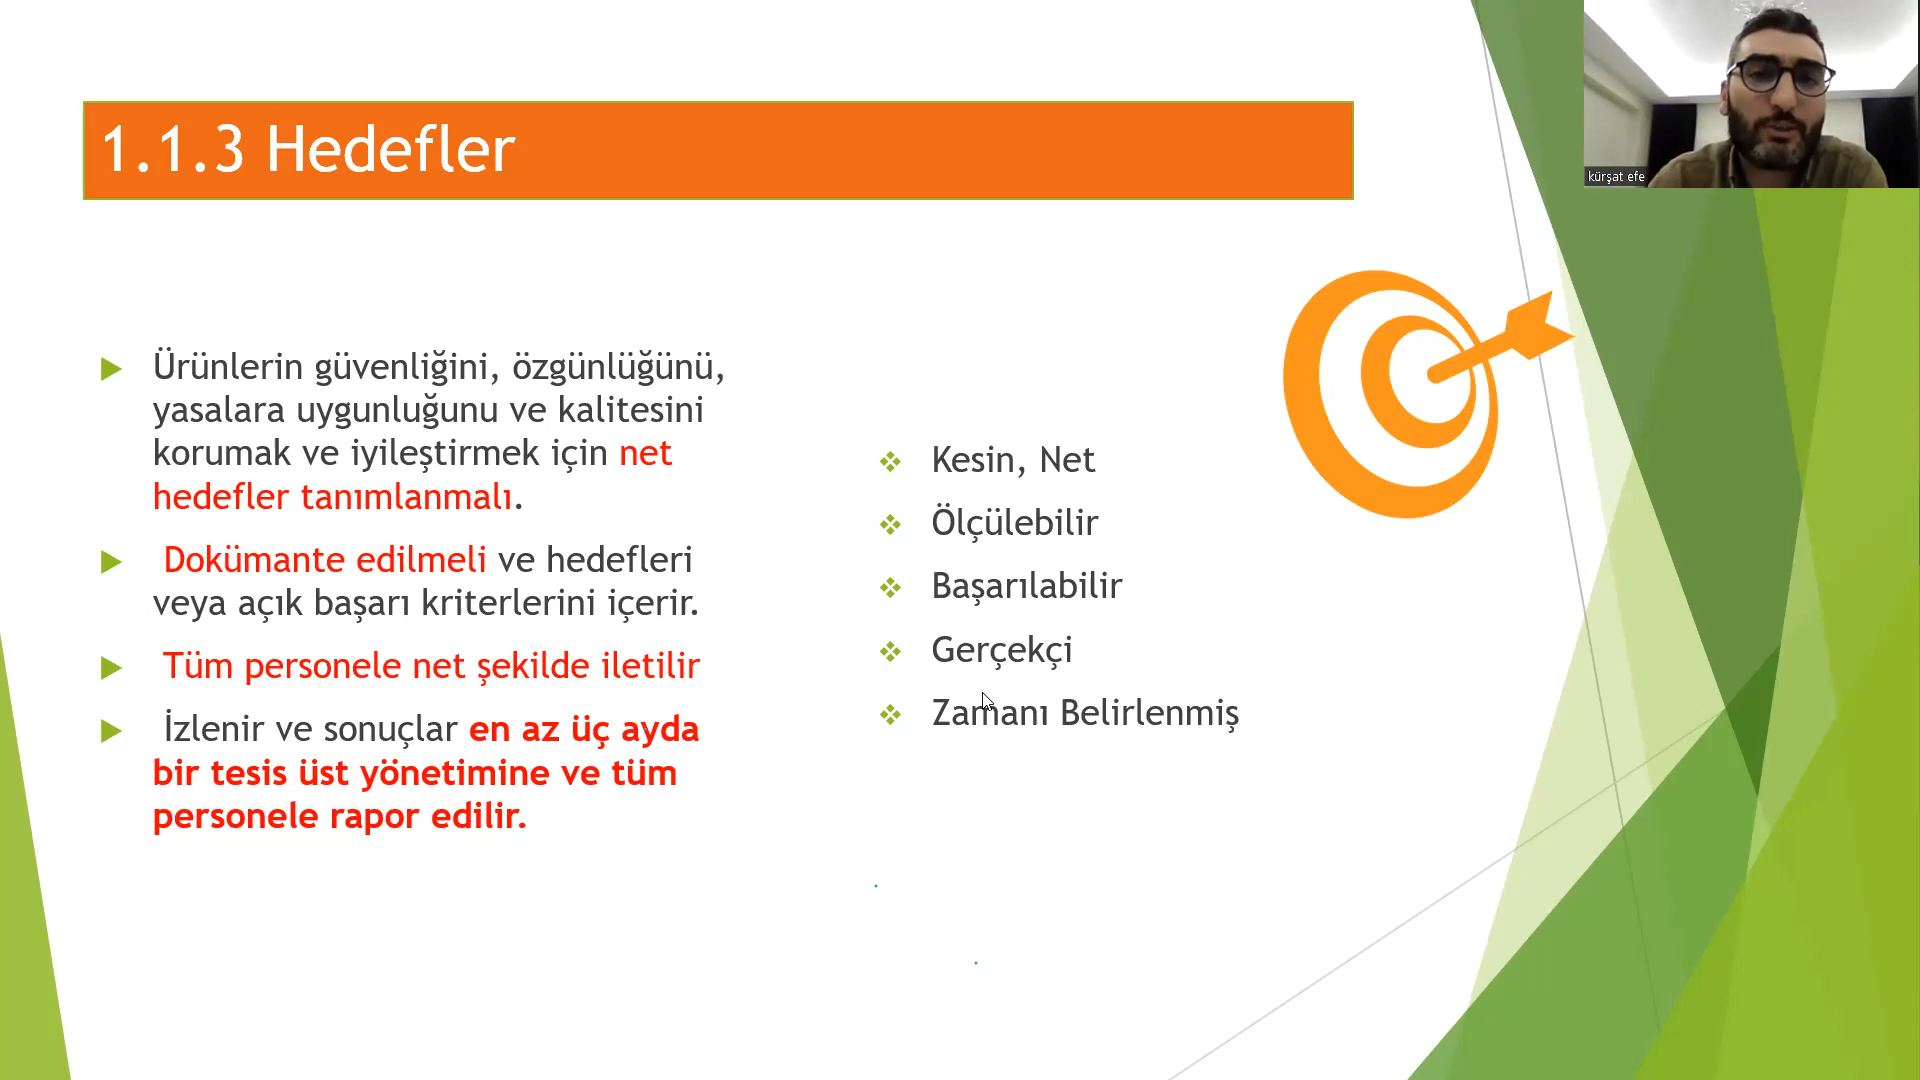 1.1.3 Hedefler
Ürünlerin güvenliğini, özgünlüğünü,
yasalara uygunluğunu ve kalitesini
korumak ve iyileştirmek için net
hedefler tanımlanmalı.
Dokümante edilmeli ve hedefleri
veya açık başarı kriterlerini içerir.
Tüm personele net şekilde iletilir
İzlenir ve sonuçlar en az üç ayda
bir tesis üst yönetimine ve tüm
personele rapor edilir.
Kesin, Net
Ölçülebilir
Başarılabilir
Gerçekçi
Zamanı Belirlenmiş
kürşat efe